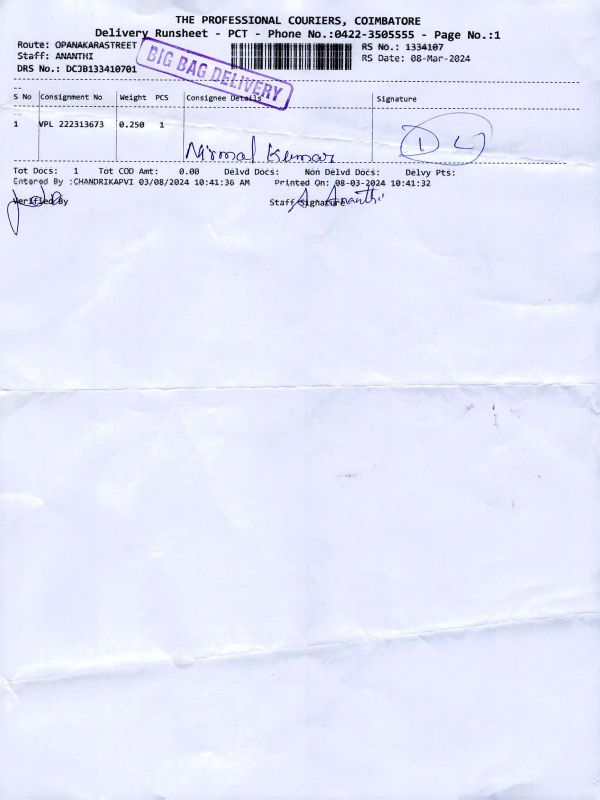 THE PROFESSIONAL COURIERS, COIMBATORE
Delivery Runsheet - PCT - Phone No.:0422-3505555 - Page No.:1
Route: OPANAKARASTREET
RS No.: 1334107
Staff: ANANTHI
RS Date: 08-Mar-2024
DRS No.: DCJB133410701
BIG BAG DELIVERY
S No Consignment No Weight PCS Consignee Details Signature
1 VPL 222313673 0.250 1
Nirmal Kumar
Tot Docs: 1 Tot COD Amt: 0.00 Delvd Docs: Non Delvd Docs: Delvy Pts:
Entered By :CHANDRIKAPVI 03/08/2024 10:41:36 AM Printed On: 08-03-2024 10:41:32
Verified By Staff Signature
A. Ananthi